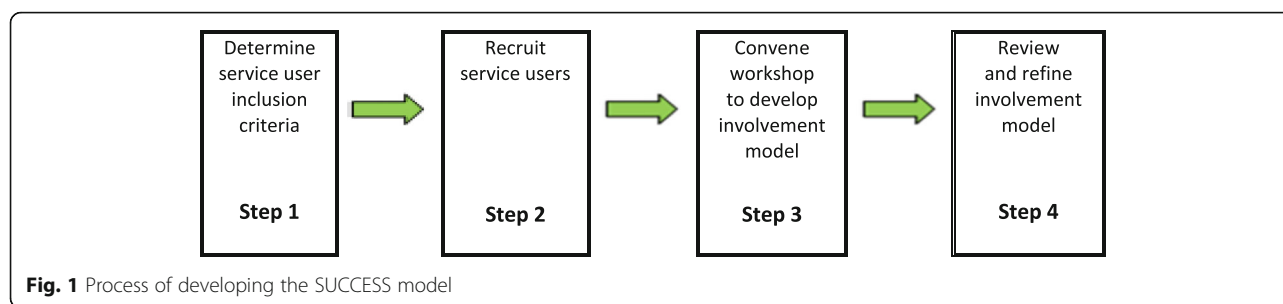 Determine
service user
inclusion
criteria
Step 1
Recruit
service users
Step 2
Convene
workshop
to develop
involvement
model
Step 3
Review
and refine
involvement
model
Step 4
Fig. 1 Process of developing the SUCCESS model